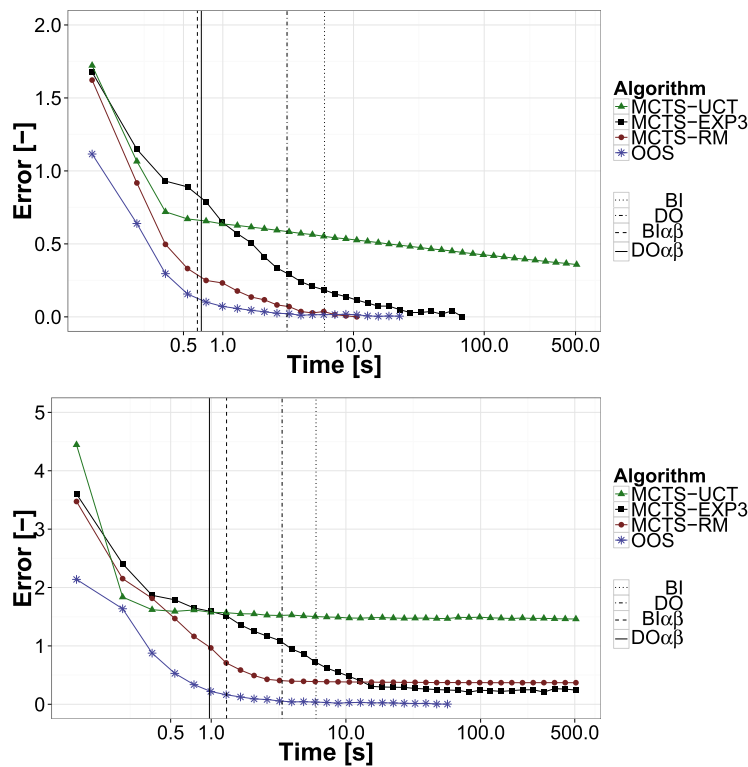 2.0
1.5
1.0
0.5
0.0
Error [−]
0.5 1.0 10.0 100.0 500.0
Time [s]
Algorithm
MCTS−UCT
MCTS−EXP3
MCTS−RM
OOS
BI
DO
BIαβ
DOαβ
5
4
3
2
1
0
Error [−]
0.5 1.0 10.0 100.0 500.0
Time [s]
Algorithm
MCTS−UCT
MCTS−EXP3
MCTS−RM
OOS
BI
DO
BIαβ
DOαβ